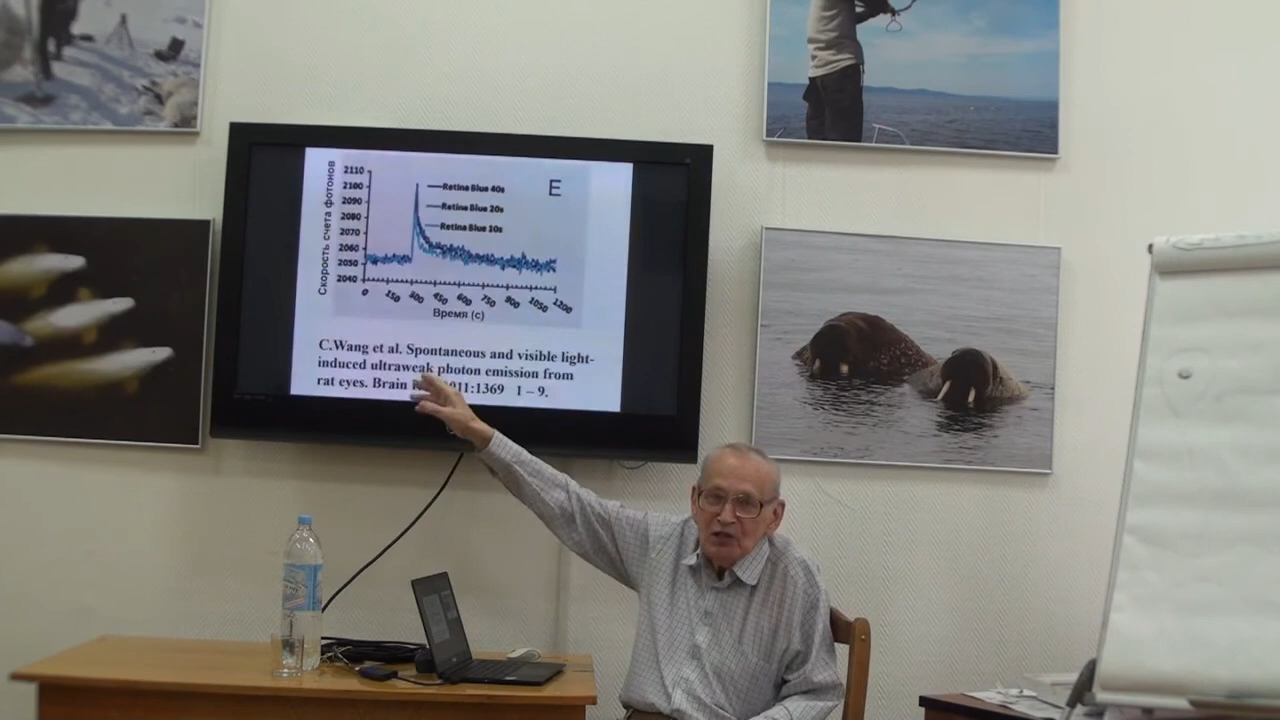 Скорость счета фотонов
2110
2100
2090
2080
2070
2060
2050
2040
Retina Blue 40s
Retina Blue 20s
Retina Blue 10s
E
0 150 300 450 600 750 900 1050 1200
Время (с)
C.Wang et al. Spontaneous and visible light-
induced ultraweak photon emission from
rat eyes. Brain 011:1369 1 – 9.